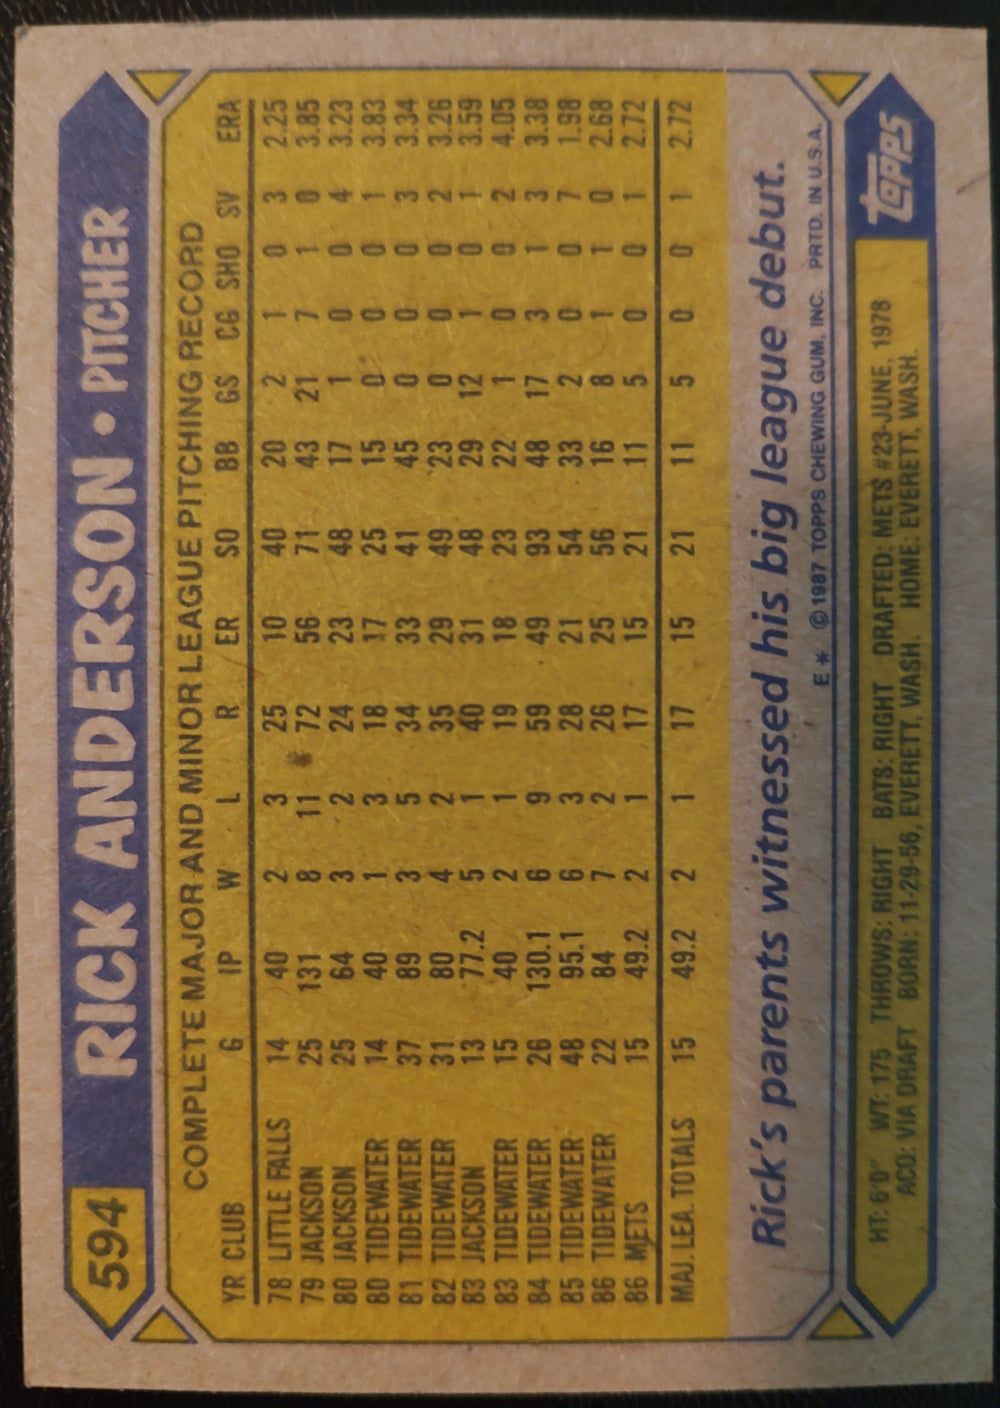 594 RICK ANDERSON • PITCHER
COMPLETE MAJOR AND MINOR LEAGUE PITCHING RECORD
YR CLUB G IP W L R ER SO BB GS CG SHO SV ERA
78 LITTLE FALLS 14 40 2 3 25 10 40 20 2 1 0 3 2.25
79 JACKSON 25 131 8 11 72 56 71 43 21 7 1 0 3.85
80 JACKSON 25 64 3 2 24 23 48 17 1 0 0 4 3.23
80 TIDEWATER 14 40 1 3 18 17 25 15 0 0 0 1 3.83
81 TIDEWATER 37 89 3 5 34 33 41 45 0 0 0 3 3.34
82 TIDEWATER 31 80 4 2 35 29 49 23 0 0 0 2 3.26
83 JACKSON 13 77.2 5 1 40 31 48 29 12 1 0 1 3.59
83 TIDEWATER 15 40 2 1 19 18 23 22 1 0 0 2 4.05
84 TIDEWATER 26 130.1 6 9 59 49 93 48 17 3 1 3 3.38
85 TIDEWATER 48 95.1 6 3 28 21 54 33 2 0 0 7 1.98
86 TIDEWATER 22 84 7 2 26 25 56 16 8 1 1 0 2.68
86 METS 15 49.2 2 1 17 15 21 11 5 0 0 1 2.72
MAJ. LEA. TOTALS 15 49.2 2 1 17 15 21 11 5 0 0 1 2.72
Rick's parents witnessed his big league debut.
E* © 1987 TOPPS CHEWING GUM, INC. PRTD. IN U.S.A.
HT: 6'0" WT: 175 THROWS: RIGHT BATS: RIGHT DRAFTED: METS #23-JUNE, 1978
ACQ: VIA DRAFT BORN: 11-29-56, EVERETT, WASH. HOME: EVERETT, WASH.
TOPPS